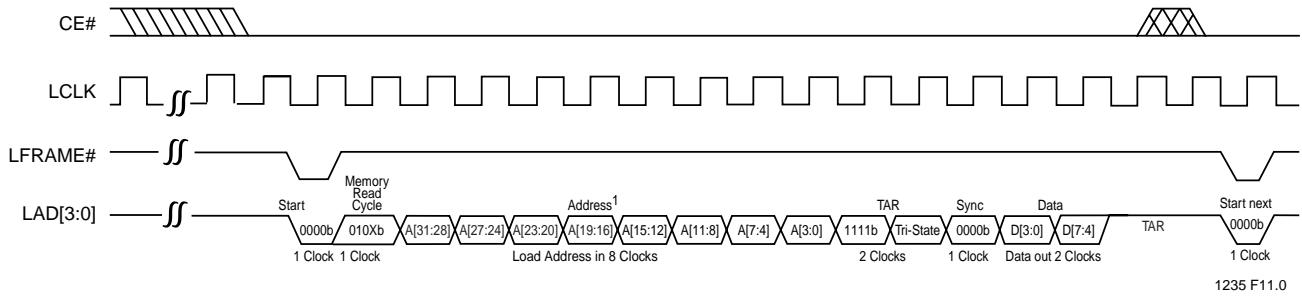 CE#
LCLK
LFRAME#
LAD[3:0]
Start
Memory
Read
Cycle
Address1
TAR
Sync
Data
Start next
0000b
010Xb
A[31:28]
A[27:24]
A[23:20]
A[19:16]
A[15:12]
A[11:8]
A[7:4]
A[3:0]
1111b
Tri-State
0000b
D[3:0]
D[7:4]
TAR
0000b
1 Clock
1 Clock
Load Address in 8 Clocks
2 Clocks
1 Clock
Data out 2 Clocks
1 Clock
1235 F11.0